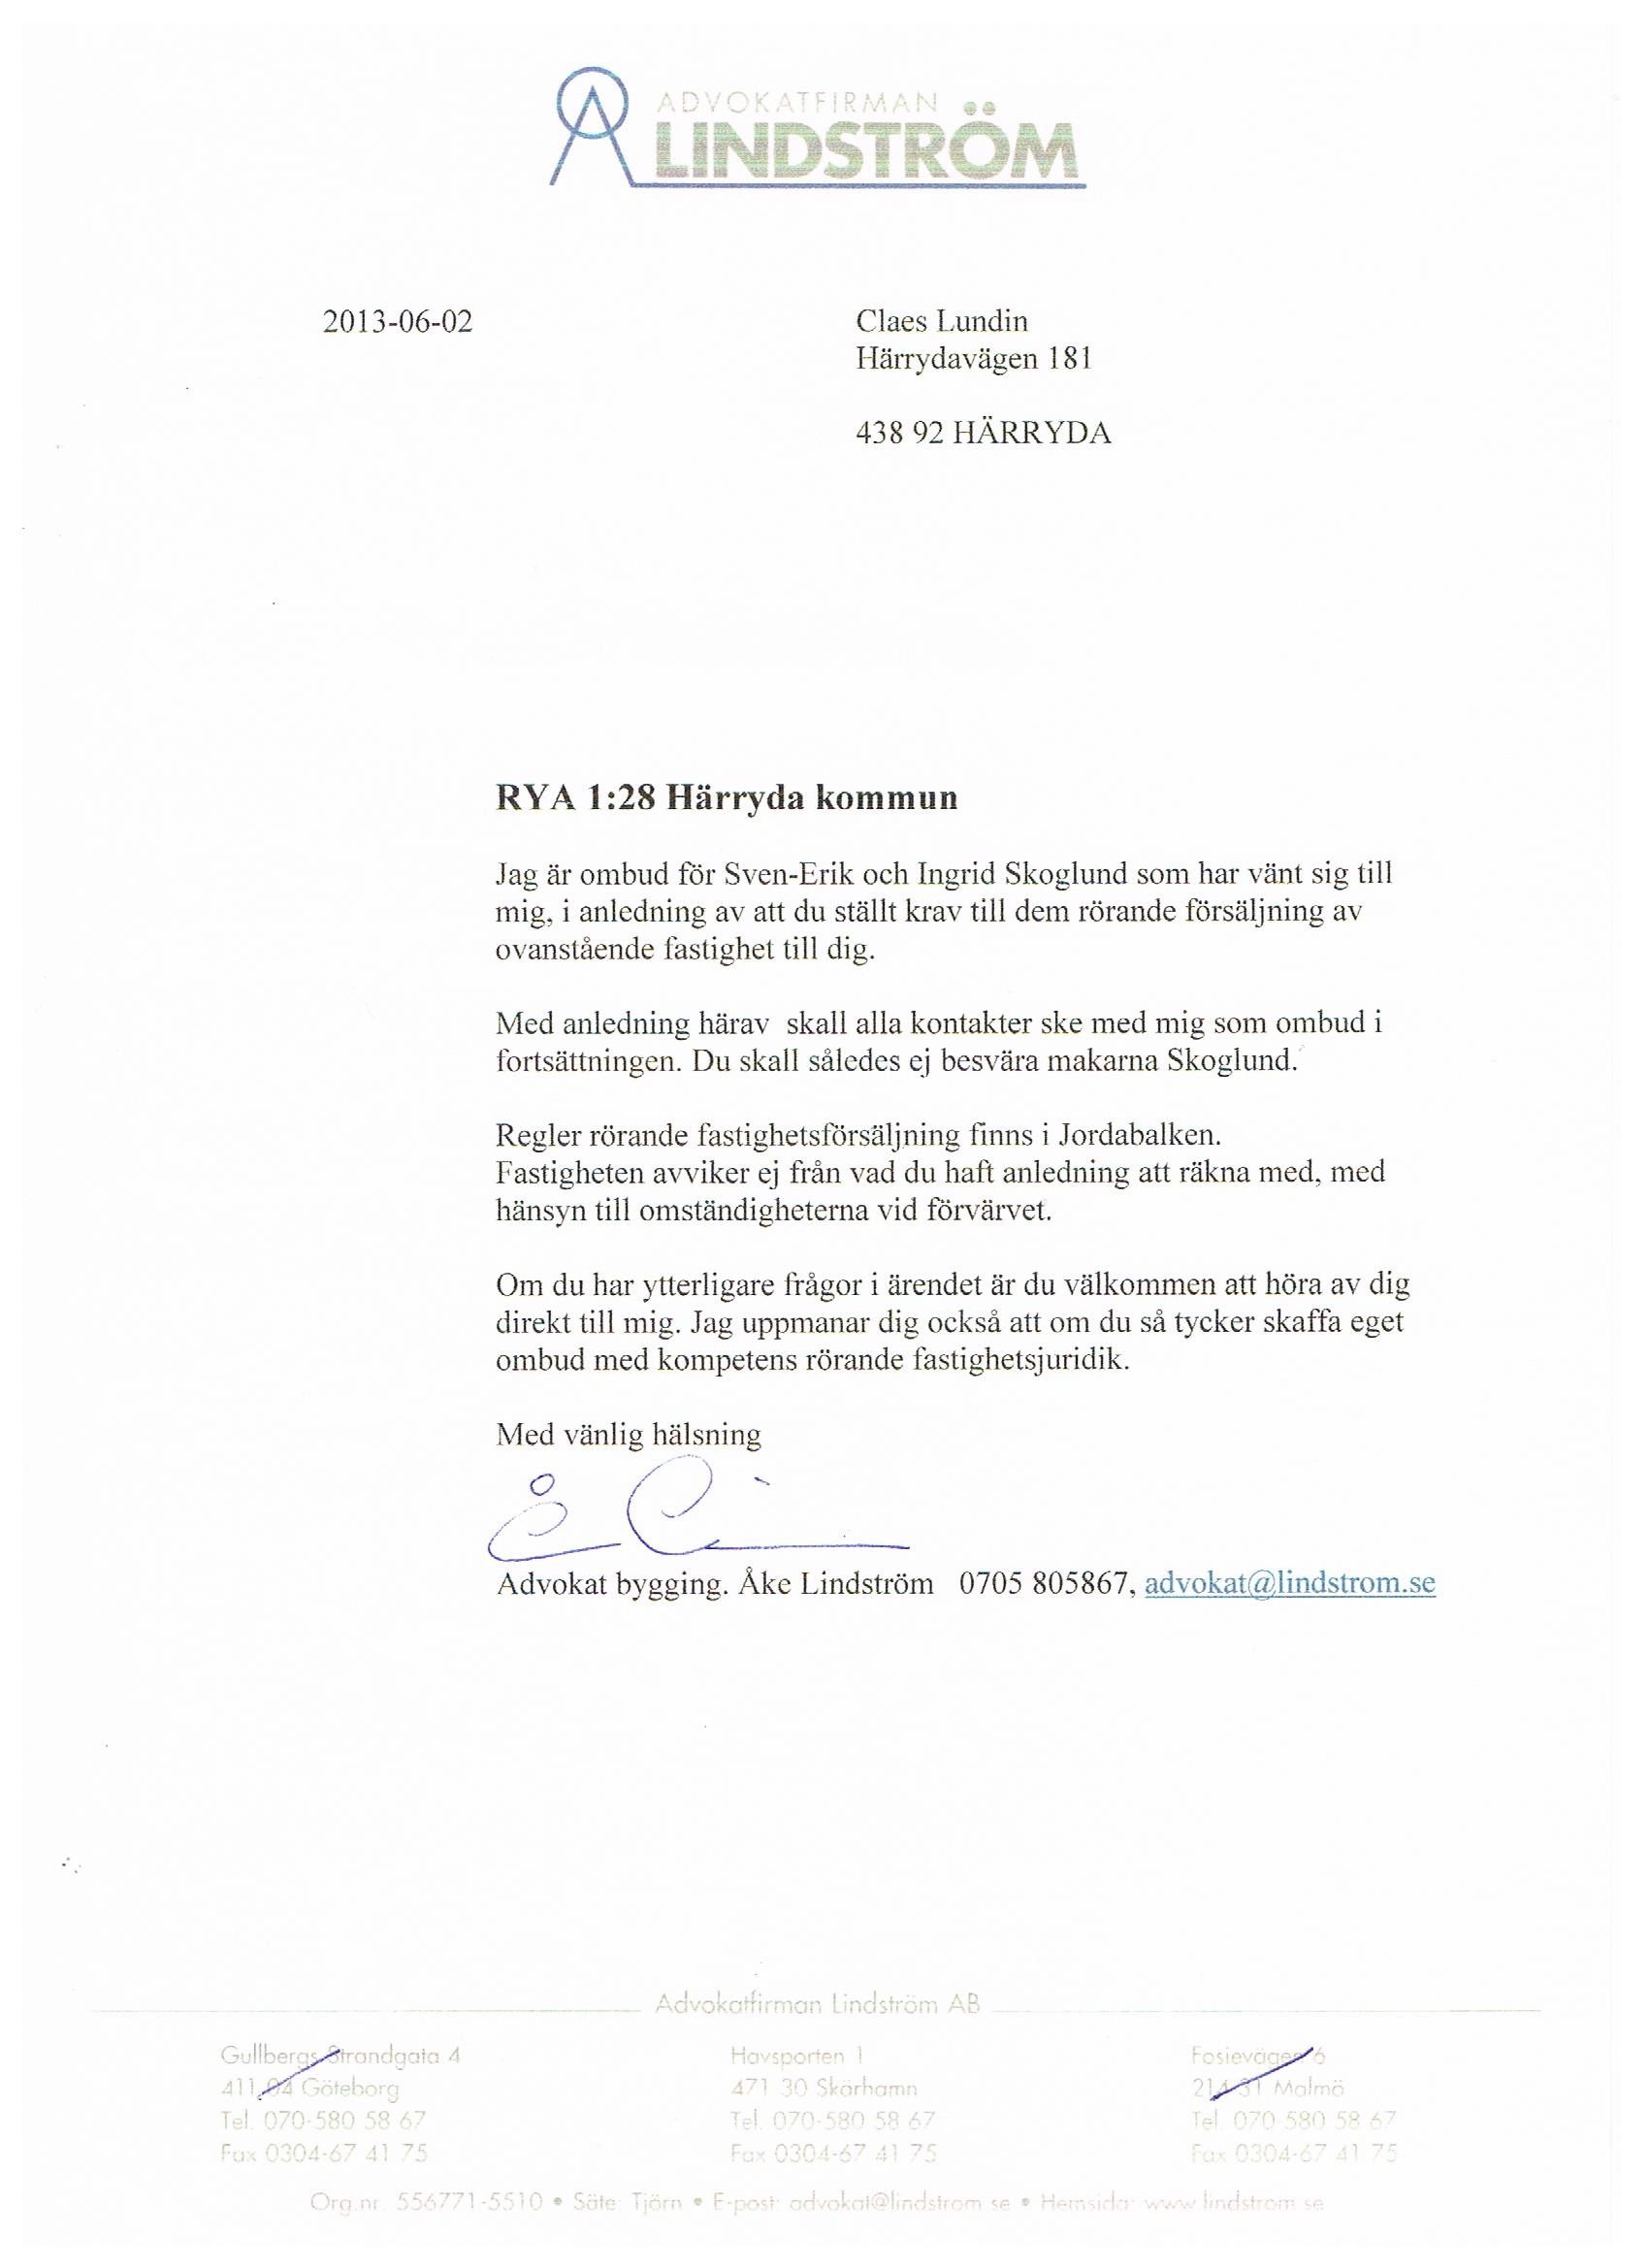 ADVOKATFIRMAN
LINDSTRÖM
2013-06-02
Claes Lundin
Härrydavägen 181
438 92 HÄRRYDA
RYA 1:28 Härryda kommun
Jag är ombud för Sven-Erik och Ingrid Skoglund som har vänt sig till
mig, i anledning av att du ställt krav till dem rörande försäljning av
ovanstående fastighet till dig.
Med anledning härav skall alla kontakter ske med mig som ombud i
fortsättningen. Du skall således ej besvära makarna Skoglund.
Regler rörande fastighetsförsäljning finns i Jordabalken.
Fastigheten avviker ej från vad du haft anledning att räkna med, med
hänsyn till omständigheterna vid förvärvet.
Om du har ytterligare frågor i ärendet är du välkommen att höra av dig
direkt till mig. Jag uppmanar dig också att om du så tycker skaffa eget
ombud med kompetens rörande fastighetsjuridik.
Med vänlig hälsning
Advokat bygging. Åke Lindström 0705 805867, advokat@lindstrom.se
Advokatfirman Lindström AB
Gullbergs Strandgata 4
411 04 Göteborg
Tel. 070-580 58 67
Fax 0304-67 41 75
Havsporten 1
471 30 Skärhamn
Tel. 070-580 58 67
Fax 0304-67 41 75
Fosievägen 6
214 31 Malmö
Tel. 070-580 58 67
Fax 0304-67 41 75
Org.nr. 556771-5510 • Säte: Tjörn • E-post: advokat@lindstrom.se • Hemsida: www.lindstrom.se